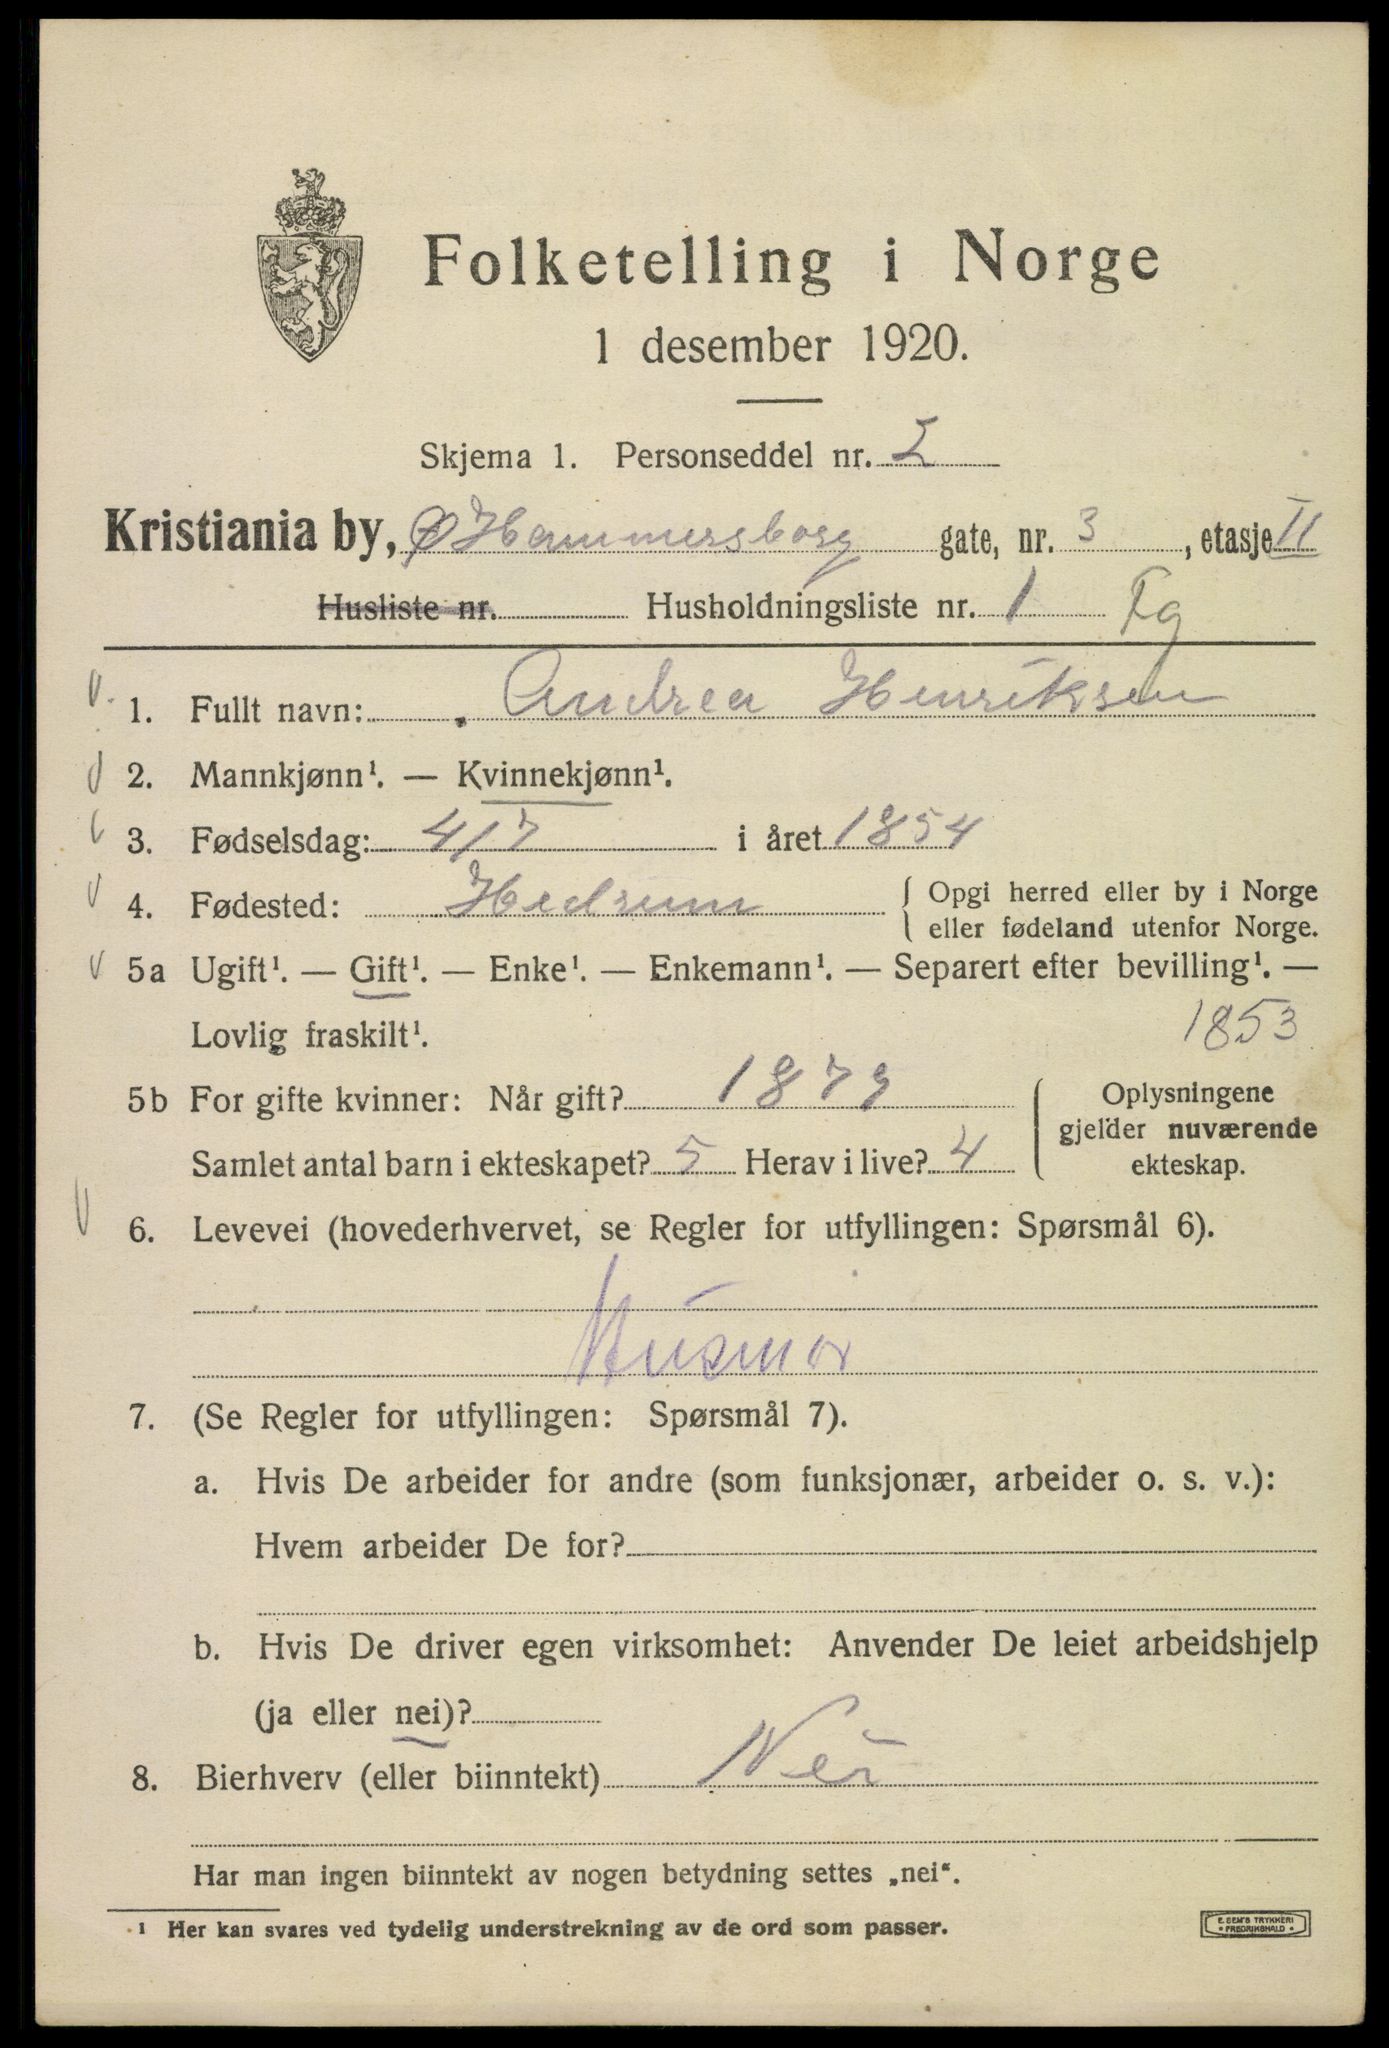 Folketelling i Norge
1 desember 1920.
Skjema 1. Personseddel nr. 2
Kristiania by, Ø Hammersborg gate, nr. 3, etasje II
Husliste nr. Husholdningsliste nr. 1 Fg
1. Fullt navn: Andrea Henriksen
2. Mannkjønn¹. — Kvinnekjønn¹.
3. Fødselsdag: 4/7 i året 1854
4. Fødested: Hedrum { Opgi herred eller by i Norge
eller fødeland utenfor Norge.
5a Ugift¹. — Gift¹. — Enke¹. — Enkemann¹. — Separert efter bevilling¹. —
Lovlig fraskilt¹. 1853
5b For gifte kvinner: Når gift? 1879
Samlet antal barn i ekteskapet? 5 Herav i live? 4
Oplysningene
gjelder nuværende
ekteskap.
6. Levevei (hovederhvervet, se Regler for utfyllingen: Spørsmål 6).
Husmor
7. (Se Regler for utfyllingen: Spørsmål 7).
a. Hvis De arbeider for andre (som funksjonær, arbeider o. s. v.):
Hvem arbeider De for?
b. Hvis De driver egen virksomhet: Anvender De leiet arbeidshjelp
(ja eller nei)?
8. Bierhverv (eller biinntekt) Nei
Har man ingen biinntekt av nogen betydning settes „nei“.
¹ Her kan svares ved tydelig understrekning av de ord som passer.
E. SEM'S TRYKKERI
• FREDRIKSHALD •